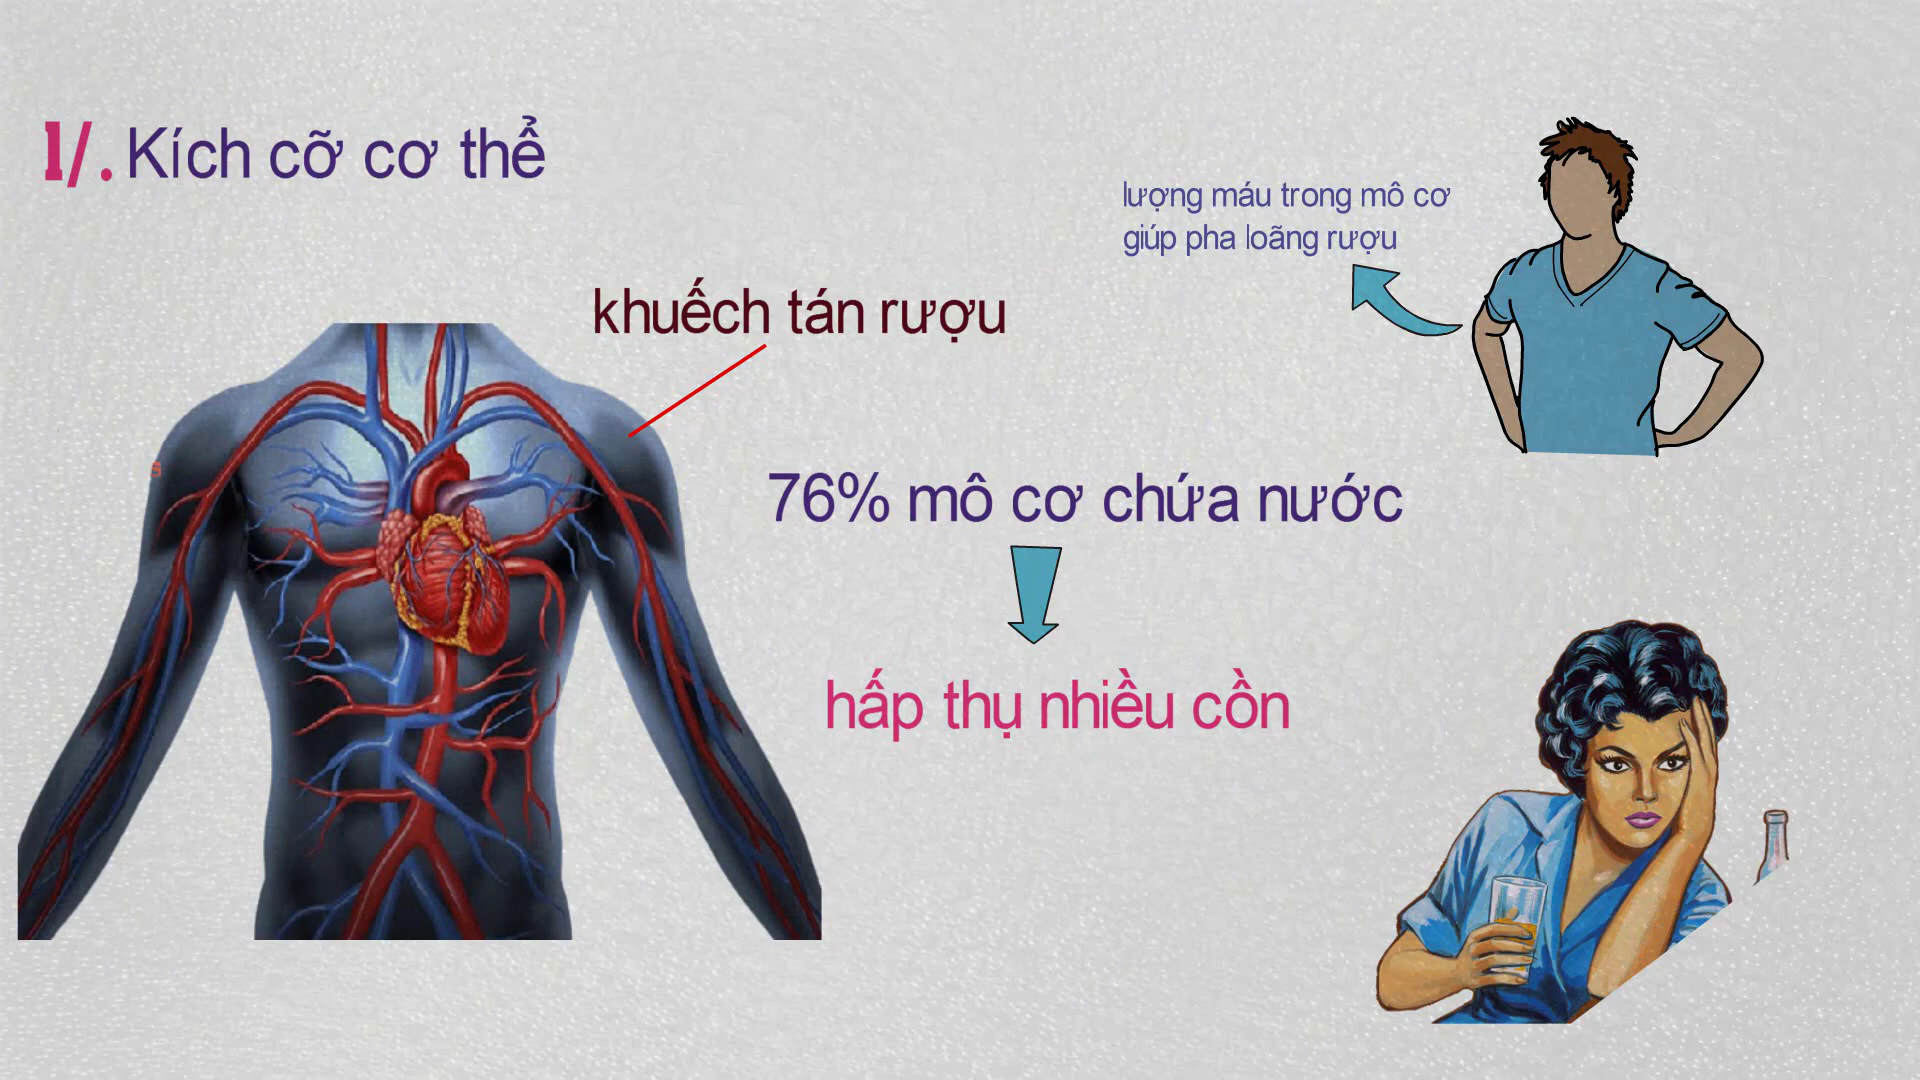 1/. Kích cỡ cơ thể
lượng máu trong mô cơ
giúp pha loãng rượu
khuếch tán rượu
76% mô cơ chứa nước
hấp thụ nhiều cồn